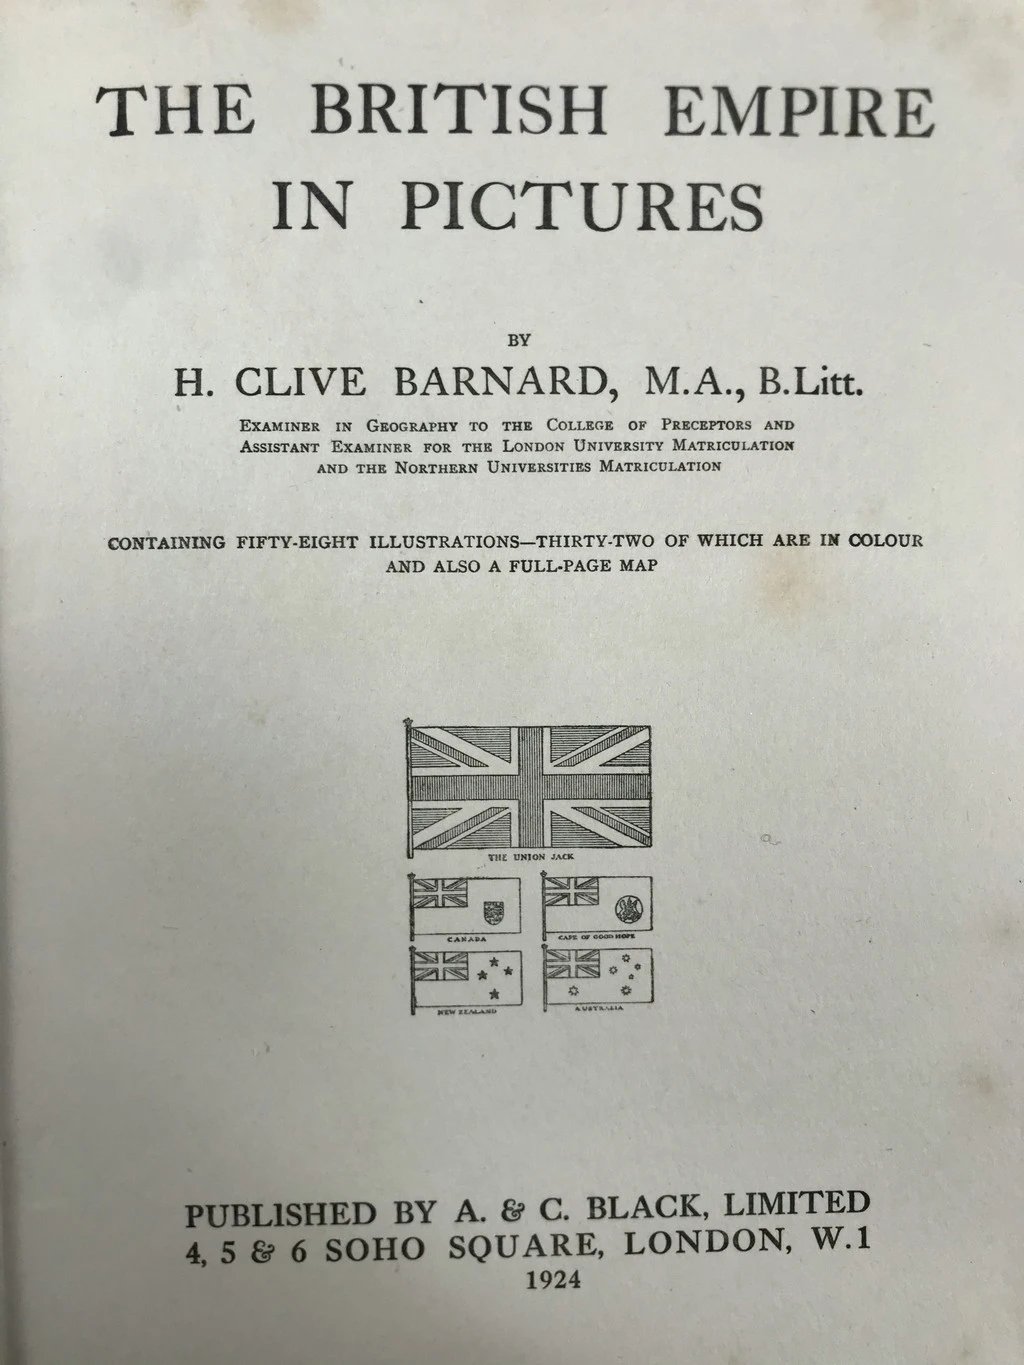 THE BRITISH EMPIRE
IN PICTURES
BY
H. CLIVE BARNARD, M.A., B.Litt.
EXAMINER IN GEOGRAPHY TO THE COLLEGE OF PRECEPTORS AND
ASSISTANT EXAMINER FOR THE LONDON UNIVERSITY MATRICULATION
AND THE NORTHERN UNIVERSITIES MATRICULATION
CONTAINING FIFTY-EIGHT ILLUSTRATIONS—THIRTY-TWO OF WHICH ARE IN COLOUR
AND ALSO A FULL-PAGE MAP
THE UNION JACK
CANADA
CAPE OF GOOD HOPE
NEW ZEALAND
AUSTRALIA
PUBLISHED BY A. & C. BLACK, LIMITED
4, 5 & 6 SOHO SQUARE, LONDON, W.1
1924